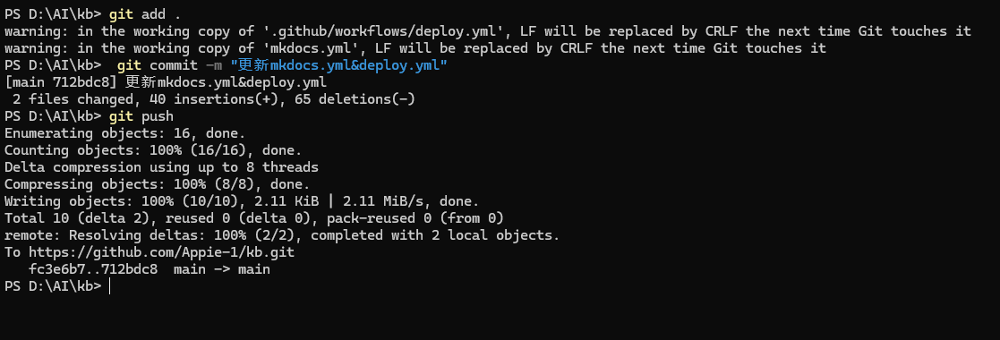 PS D:\AI\kb> git add .
warning: in the working copy of '.github/workflows/deploy.yml', LF will be replaced by CRLF the next time Git touches it
warning: in the working copy of 'mkdocs.yml', LF will be replaced by CRLF the next time Git touches it
PS D:\AI\kb>  git commit -m "更新mkdocs.yml&deploy.yml"
[main 712bdc8] 更新mkdocs.yml&deploy.yml
 2 files changed, 40 insertions(+), 65 deletions(-)
PS D:\AI\kb> git push
Enumerating objects: 16, done.
Counting objects: 100% (16/16), done.
Delta compression using up to 8 threads
Compressing objects: 100% (8/8), done.
Writing objects: 100% (10/10), 2.11 KiB | 2.11 MiB/s, done.
Total 10 (delta 2), reused 0 (delta 0), pack-reused 0 (from 0)
remote: Resolving deltas: 100% (2/2), completed with 2 local objects.
To https://github.com/Appie-1/kb.git
   fc3e6b7..712bdc8  main -> main
PS D:\AI\kb>